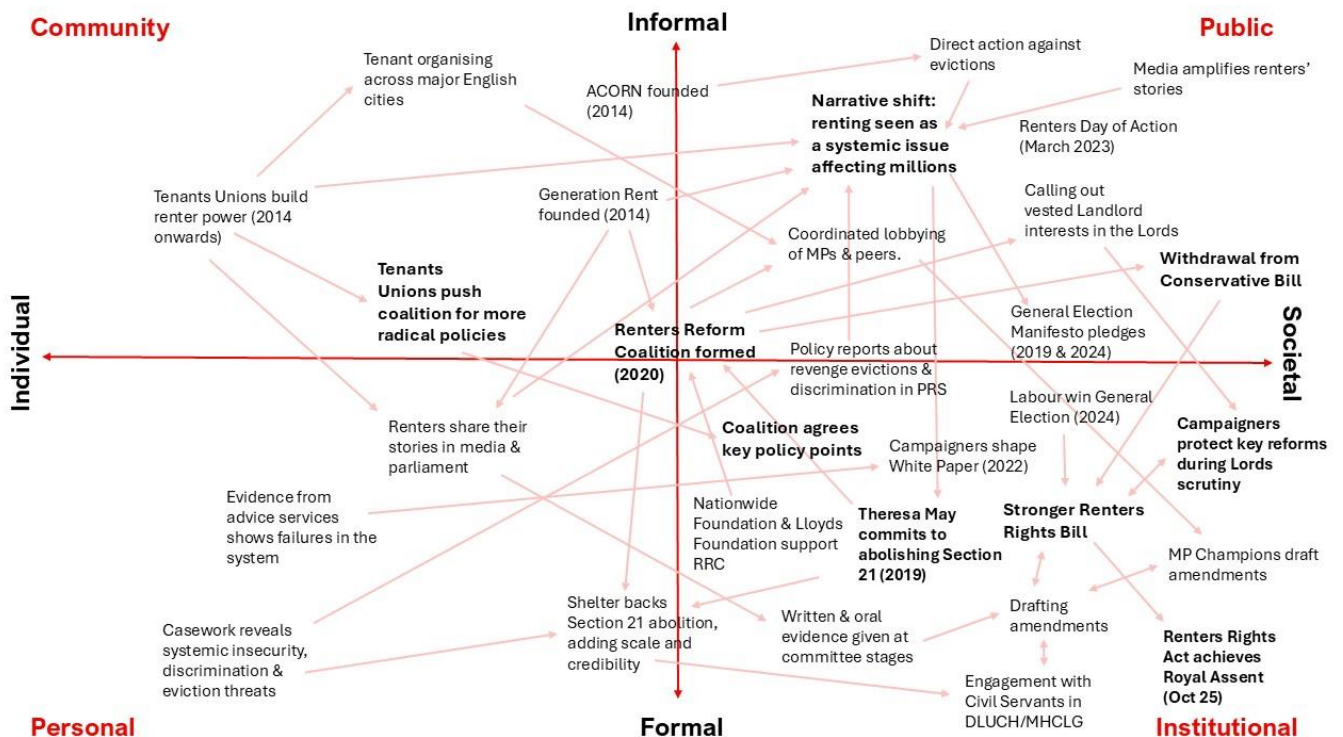 Community
Informal
Public
Tenant organising
across major English
cities
ACORN founded
(2014)
Direct action against
evictions
Media amplifies renters’
stories
Narrative shift:
renting seen as
a systemic issue
affecting millions
Renters Day of Action
(March 2023)
Tenants Unions build
renter power (2014
onwards)
Generation Rent
founded (2014)
Calling out
vested Landlord
interests in the Lords
Coordinated lobbying
of MPs & peers.
Withdrawal from
Conservative Bill
Tenants
Unions push
coalition for more
radical policies
Individual
Societal
Renters Reform
Coalition formed
(2020)
General Election
Manifesto pledges
(2019 & 2024)
Policy reports about
revenge evictions &
discrimination in PRS
Labour win General
Election (2024)
Renters share their
stories in media &
parliament
Coalition agrees
key policy points
Campaigners shape
White Paper (2022)
Campaigners
protect key reforms
during Lords
scrutiny
Evidence from
advice services
shows failures in the
system
Nationwide
Foundation & Lloyds
Foundation support
RRC
Theresa May
commits to
abolishing Section
21 (2019)
Stronger Renters
Rights Bill
MP Champions draft
amendments
Casework reveals
systemic insecurity,
discrimination &
eviction threats
Shelter backs
Section 21 abolition,
adding scale and
credibility
Written & oral
evidence given at
committee stages
Drafting
amendments
Engagement with
Civil Servants in
DLUCH/MHCLG
Renters Rights
Act achieves
Royal Assent
(Oct 25)
Personal
Formal
Institutional